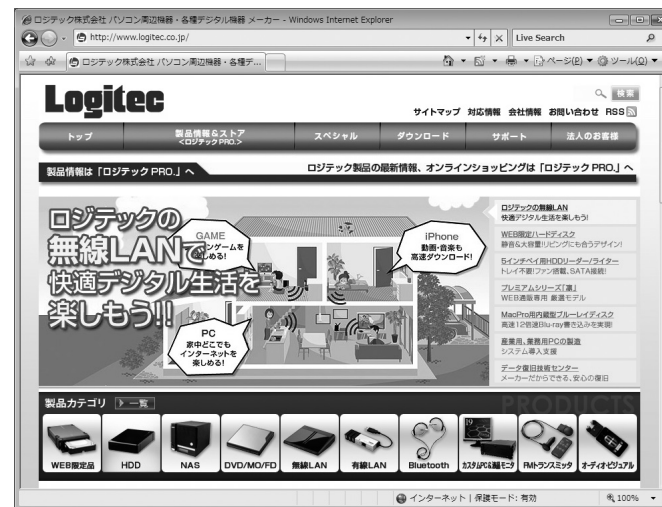 ロジテック株式会社 パソコン周辺機器・各種デジタル機器 メーカー - Windows Internet Explorer
http://www.logitec.co.jp/
Live Search
ロジテック株式会社 パソコン周辺機器・各種デ...
ページ(P) ツール(O)
Logitec
検索
サイトマップ 対応情報 会社情報 お問い合わせ RSS
トップ
製品情報&ストア
<ロジテックPRO.>
スペシャル
ダウンロード
サポート
法人のお客様
製品情報は「ロジテック PRO.」へ
ロジテック製品の最新情報、オンラインショッピングは「ロジテック PRO.」へ
ロジテックの
無線LANで
快適デジタル生活を
楽しもう!!
GAME
ンゲームを
しめる!
iPhone
動画・音楽も
高速ダウンロード!
PC
家中どこでも
インターネットを
楽しめる!
ロジテックの無線LAN
快適デジタル生活を楽しもう!
WEB限定ハードディスク
静音&大容量!リビングにも合うデザイン!
5インチベイ用HDDリーダー/ライター
トレイ不要!ファン搭載、SATA接続!
プレミアムシリーズ「凛」
WEB通販専用 厳選モデル
MacPro用内蔵型ブルーレイディスク
高速12倍速Blu-ray書き込みを実現!
産業用、業務用PCの製造
システム導入支援
データ復旧技術センター
メーカーだからできる、安心の復旧
製品カテゴリ 一覧
PRODUCTS
WEB限定品
HDD
NAS
DVD/MO/FD
無線LAN
有線LAN
Bluetooth
カスタムPC&液晶モニタ
FMトランスミッタ
オーディオ・ビジュアル
インターネット | 保護モード: 有効
100%